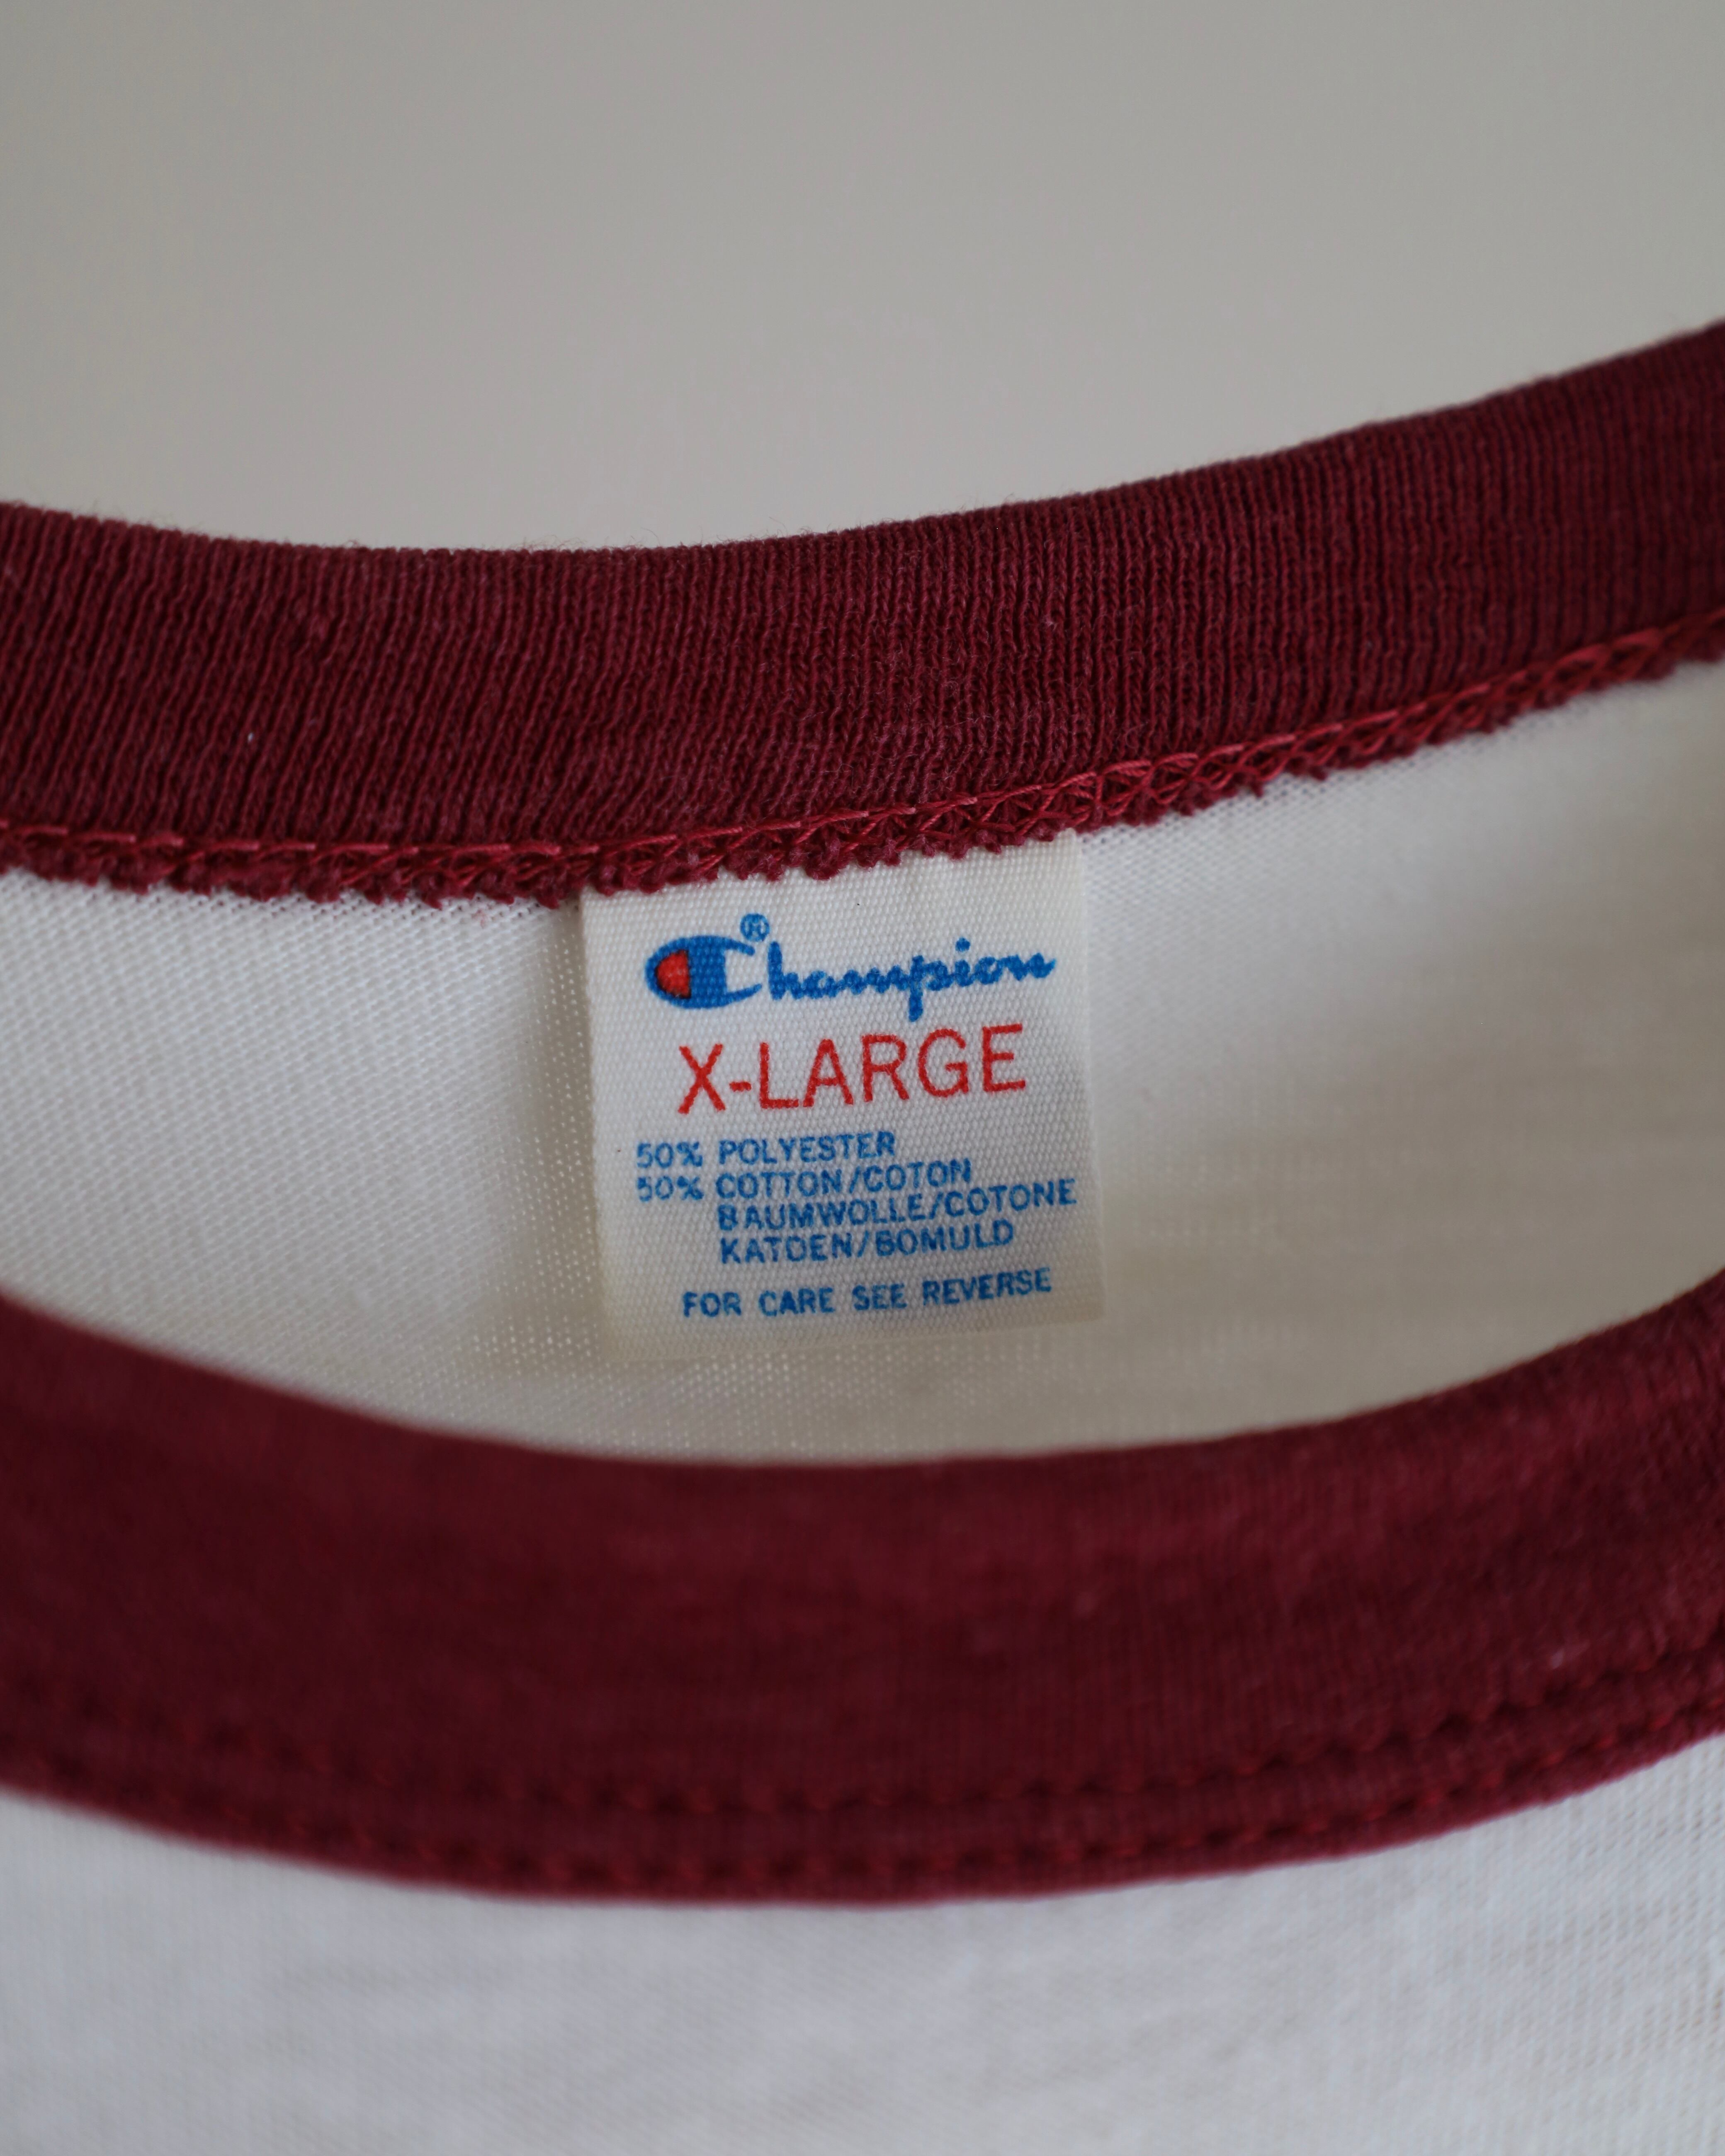 Champion®
X-LARGE
50% POLYESTER
50% COTTON/COTON
BAUMWOLLE/COTONE
KATOEN/BOMULD
FOR CARE SEE REVERSE